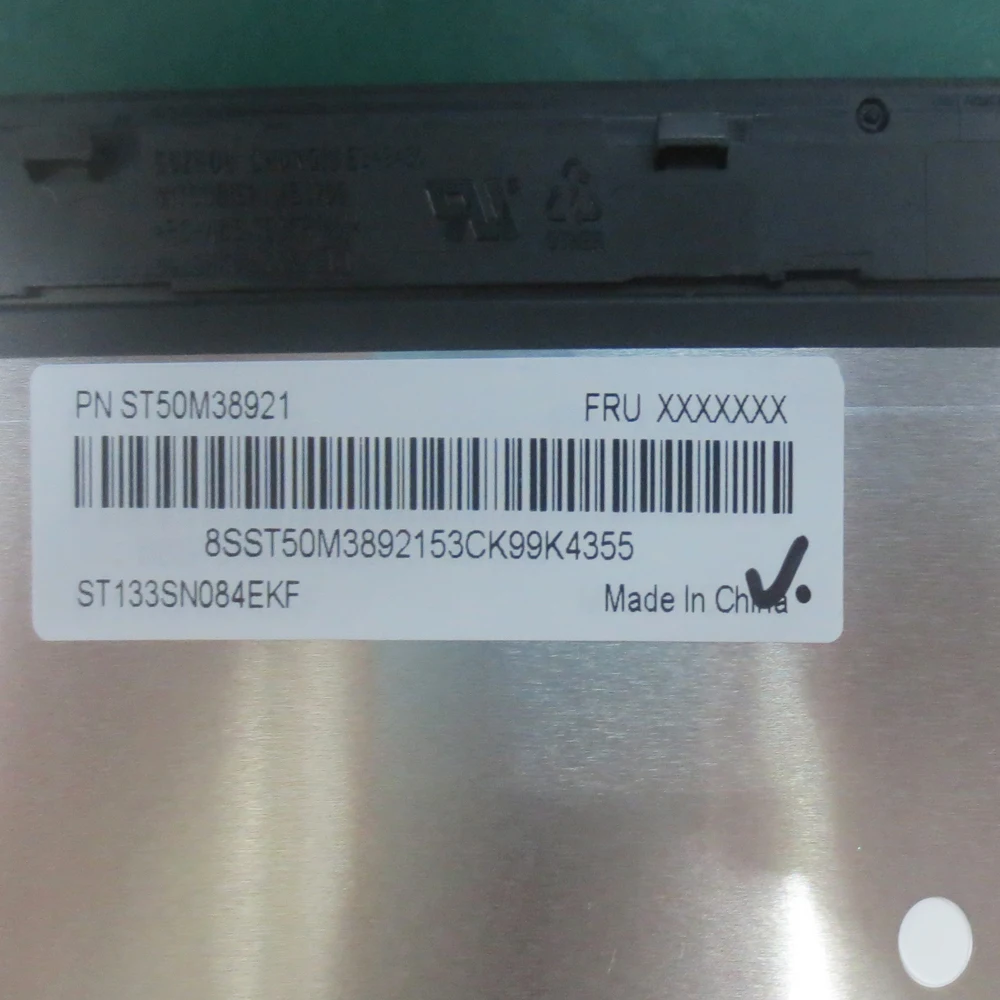 PN ST50M38921 FRU XXXXXXX
8SST50M3892153CK99K4355
ST133SN084EKF Made In China